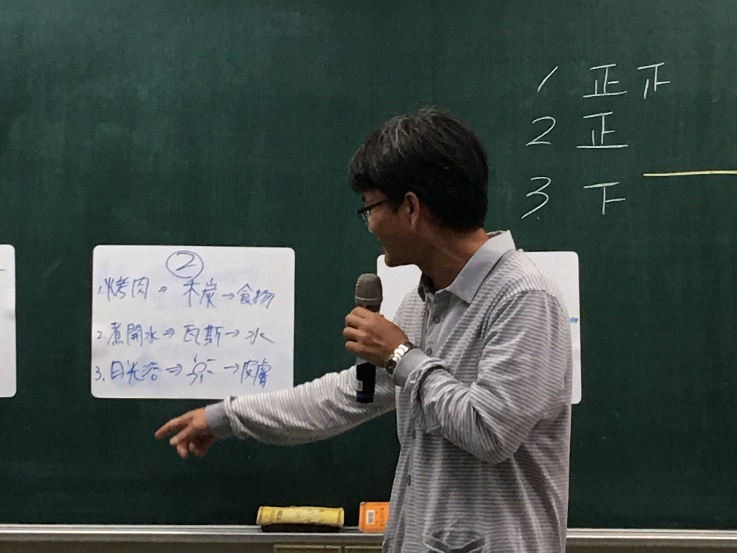 ②
1. 烤肉 → 木炭 → 食物
2. 煮開水 ⇒ 瓦斯 → 水
3. 日光浴 ⇒ → 皮膚
1 正 下
2 正
3. 下